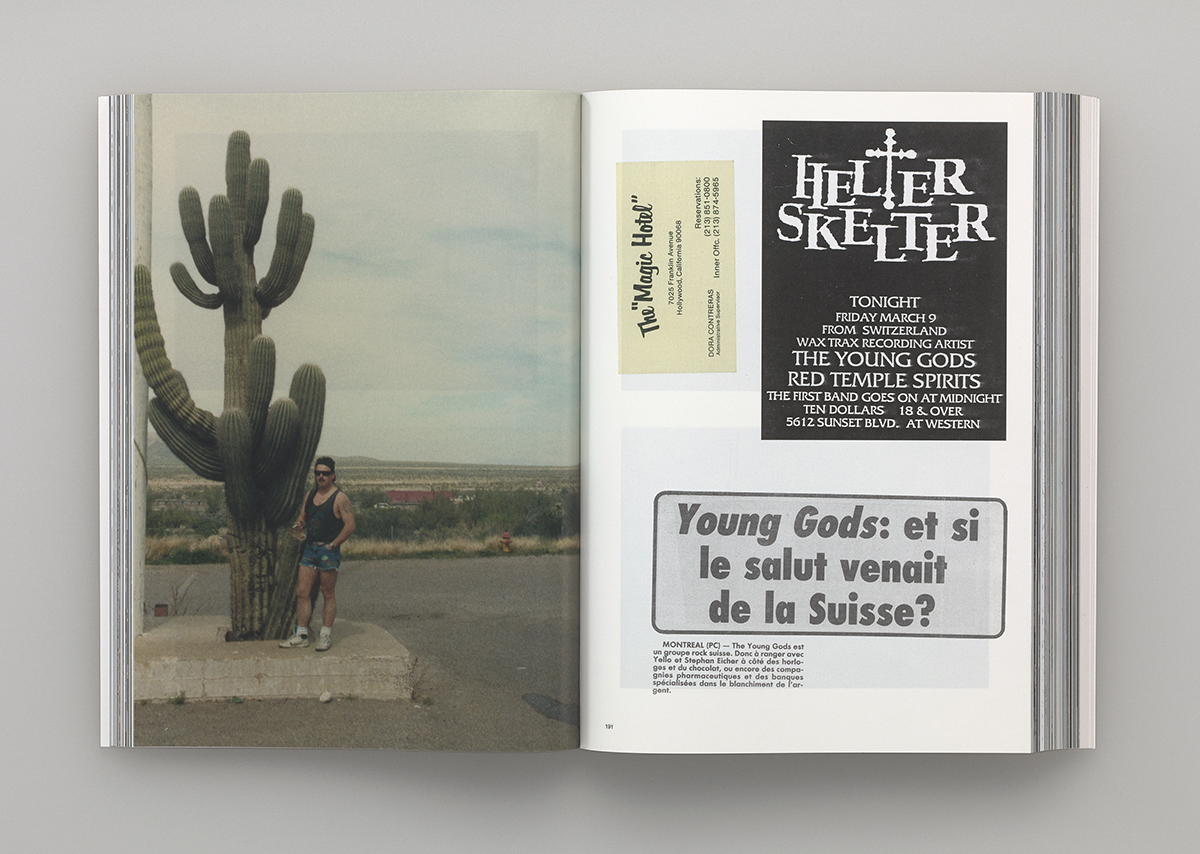 The "Magic Hotel"
7025 Franklin Avenue
Hollywood, California 90068
Reservations:
(213) 851-0800
Inner Offc. (213) 874-5965
DORA CONTRERAS
Administrative Supervisor
HELTER
SKELTER
TONIGHT
FRIDAY MARCH 9
FROM SWITZERLAND
WAX TRAX RECORDING ARTIST
THE YOUNG GODS
RED TEMPLE SPIRITS
THE FIRST BAND GOES ON AT MIDNIGHT
TEN DOLLARS 18 & OVER
5612 SUNSET BLVD. AT WESTERN
Young Gods: et si
le salut venait
de la Suisse?
MONTREAL (PC) — The Young Gods est
un groupe rock suisse. Donc à ranger avec
Yello et Stephan Eicher à côté des horlo-
ges et du chocolat, ou encore des compa-
gnies pharmaceutiques et des banques
spécialisées dans le blanchiment de l'ar-
gent.
191